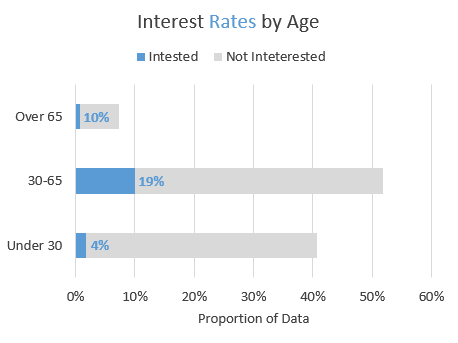 Interest Rates by Age
Intested Not Inteterested
Over 65 10%
30-65 19%
Under 30 4%
0% 10% 20% 30% 40% 50% 60%
Proportion of Data